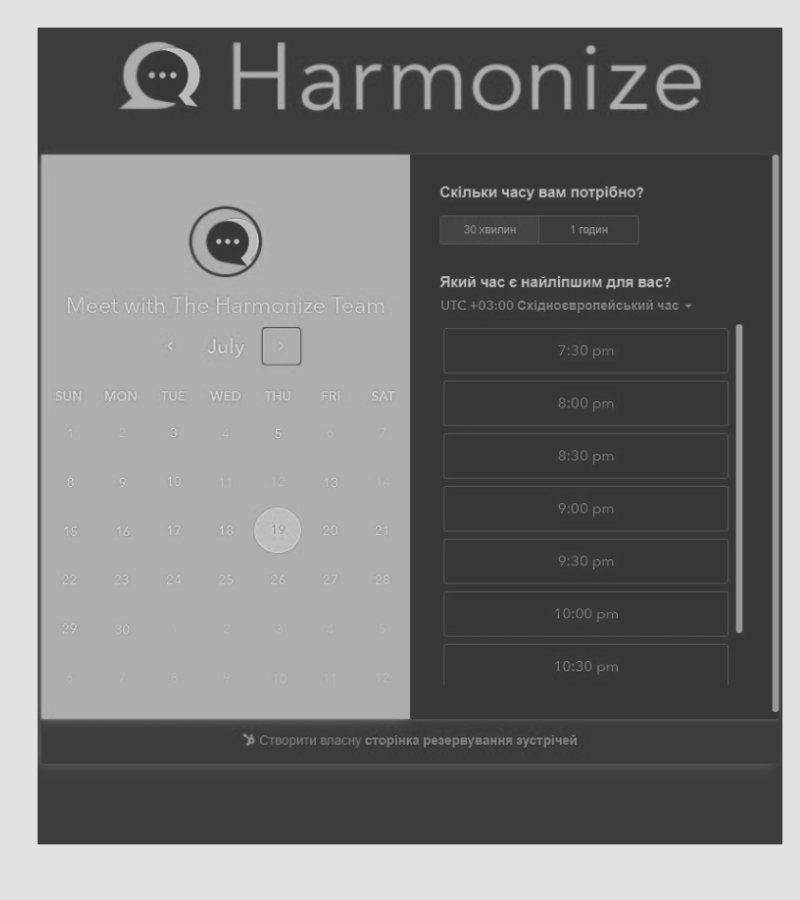 Harmonize
Meet with The Harmonize Team
July
SUN MON TUE WED THU FRI SAT
1 2 3 4 5 6 7
8 9 10 11 12 13 14
15 16 17 18 19 20 21
22 23 24 25 26 27 28
29 30 1 2 3 4 5
6 7 8 9 10 11 12
Скільки часу вам потрібно?
30 хвилин 1 годин
Який час є найліпшим для вас?
UTC +03:00 Східноєвропейський час
7:30 pm
8:00 pm
8:30 pm
9:00 pm
9:30 pm
10:00 pm
10:30 pm
Створити власну сторінка резервування зустрічей